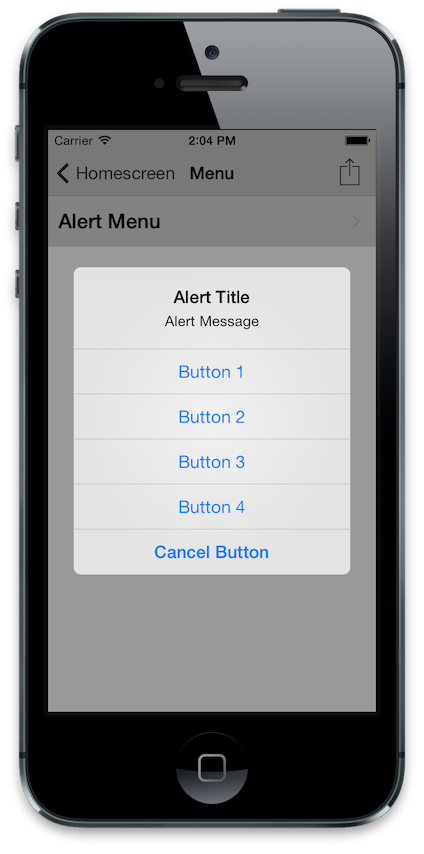 Carrier 2:04 PM
Homescreen Menu
Alert Menu
Alert Title
Alert Message
Button 1
Button 2
Button 3
Button 4
Cancel Button